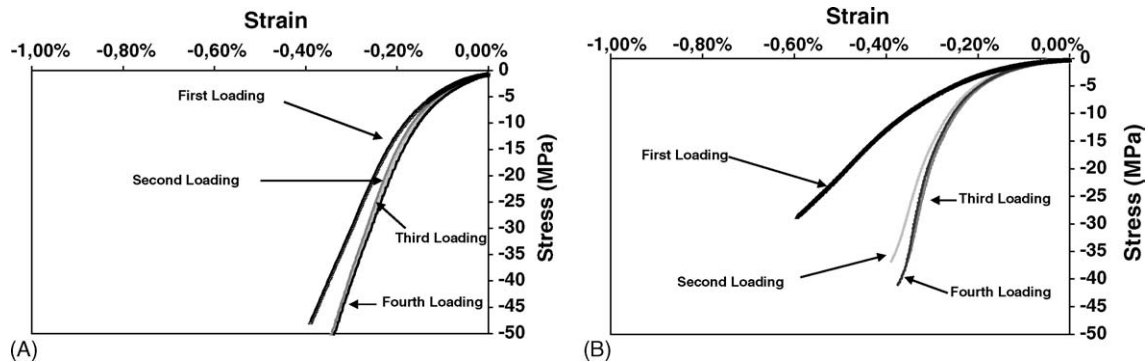 Strain
-1,00% -0,80% -0,60% -0,40% -0,20% 0,00%
0
-5
-10
-15
-20
-25
-30
-35
-40
-45
-50
Stress (MPa)
First Loading
Second Loading
Third Loading
Fourth Loading
(A)
Strain
-1,00% -0,80% -0,60% -0,40% -0,20% 0,00%
0
-5
-10
-15
-20
-25
-30
-35
-40
-45
-50
Stress (MPa)
First Loading
Third Loading
Second Loading
Fourth Loading
(B)